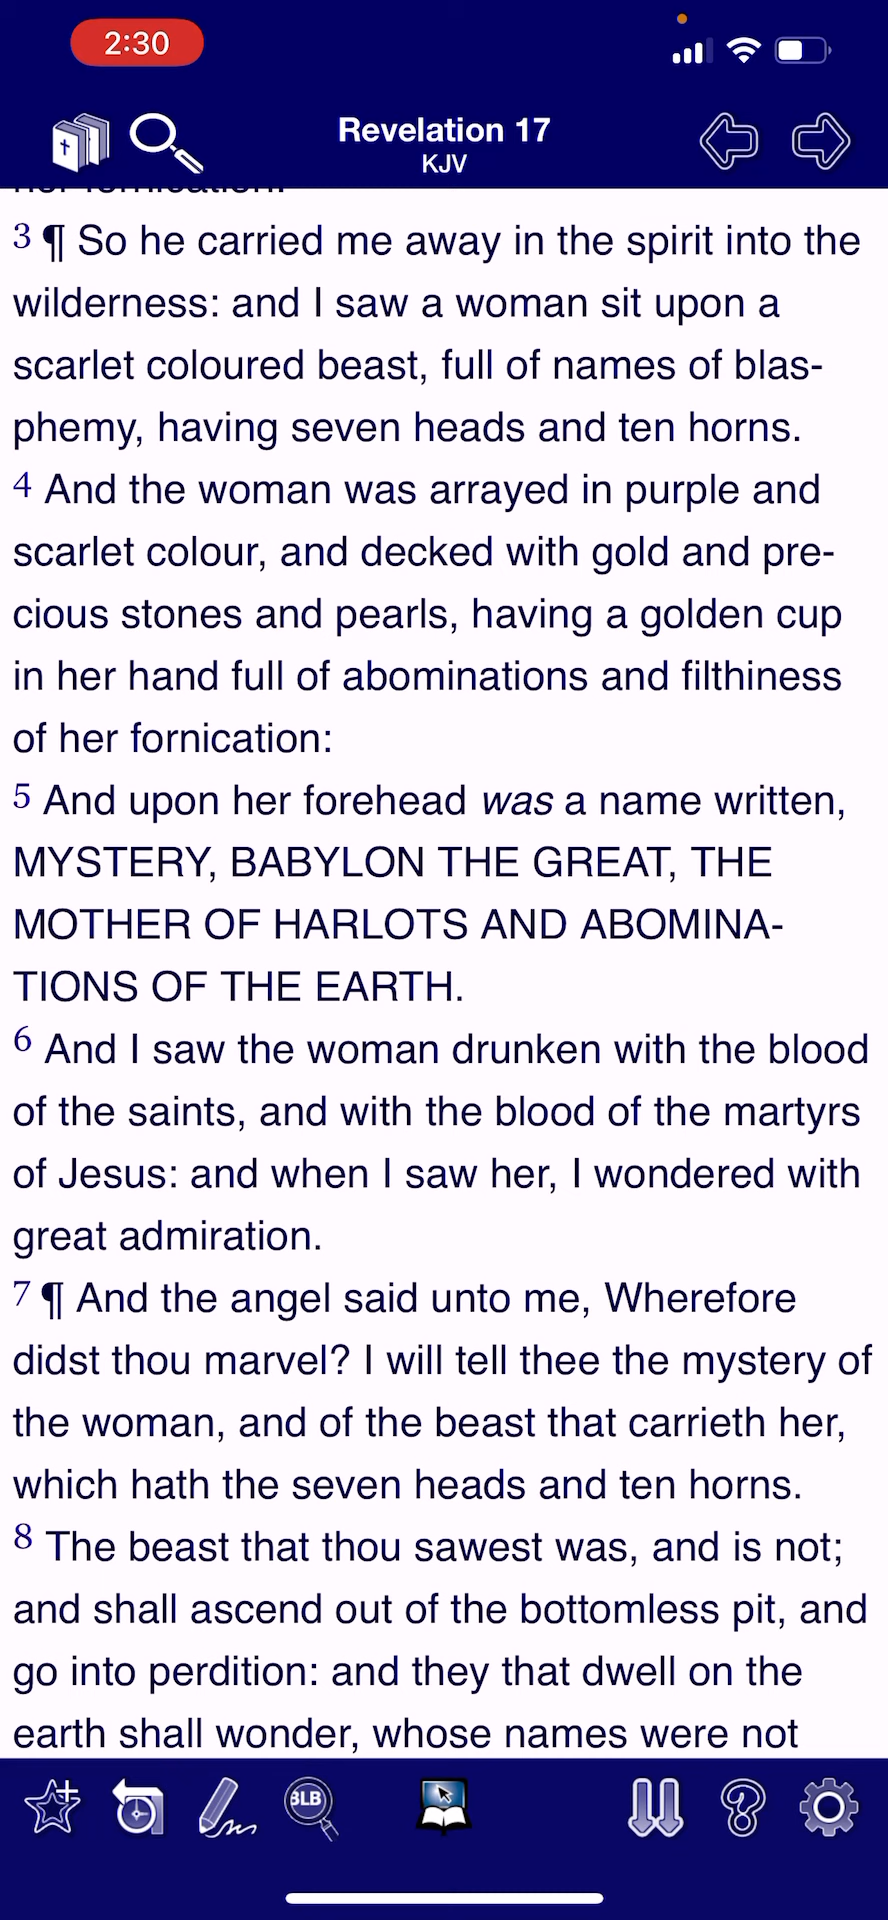 2:30
Revelation 17
KJV
her fornication.
3 ¶ So he carried me away in the spirit into the
wilderness: and I saw a woman sit upon a
scarlet coloured beast, full of names of blas-
phemy, having seven heads and ten horns.
4 And the woman was arrayed in purple and
scarlet colour, and decked with gold and pre-
cious stones and pearls, having a golden cup
in her hand full of abominations and filthiness
of her fornication:
5 And upon her forehead was a name written,
MYSTERY, BABYLON THE GREAT, THE
MOTHER OF HARLOTS AND ABOMINA-
TIONS OF THE EARTH.
6 And I saw the woman drunken with the blood
of the saints, and with the blood of the martyrs
of Jesus: and when I saw her, I wondered with
great admiration.
7 ¶ And the angel said unto me, Wherefore
didst thou marvel? I will tell thee the mystery of
the woman, and of the beast that carrieth her,
which hath the seven heads and ten horns.
8 The beast that thou sawest was, and is not;
and shall ascend out of the bottomless pit, and
go into perdition: and they that dwell on the
earth shall wonder, whose names were not
BLB